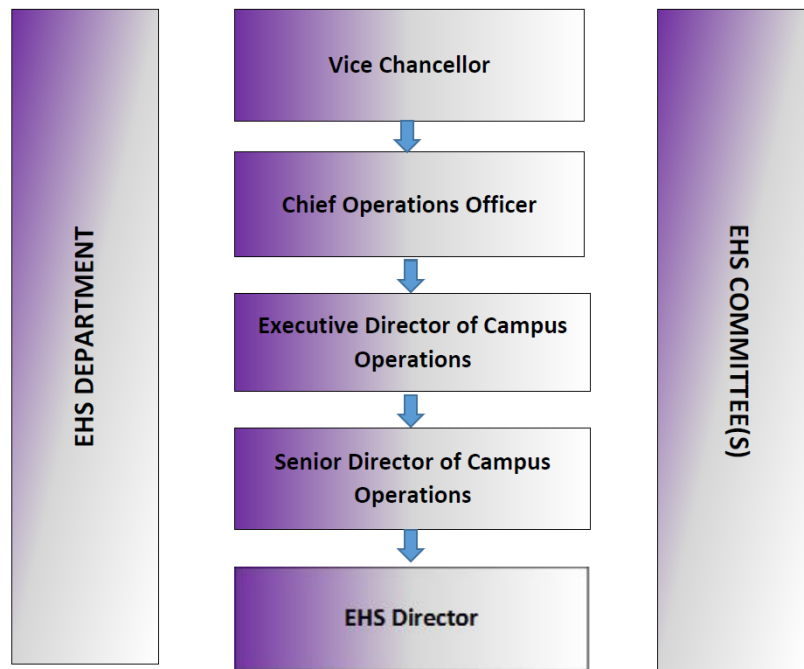 EHS DEPARTMENT
Vice Chancellor
Chief Operations Officer
Executive Director of Campus
Operations
Senior Director of Campus
Operations
EHS Director
EHS COMMITTEE(S)